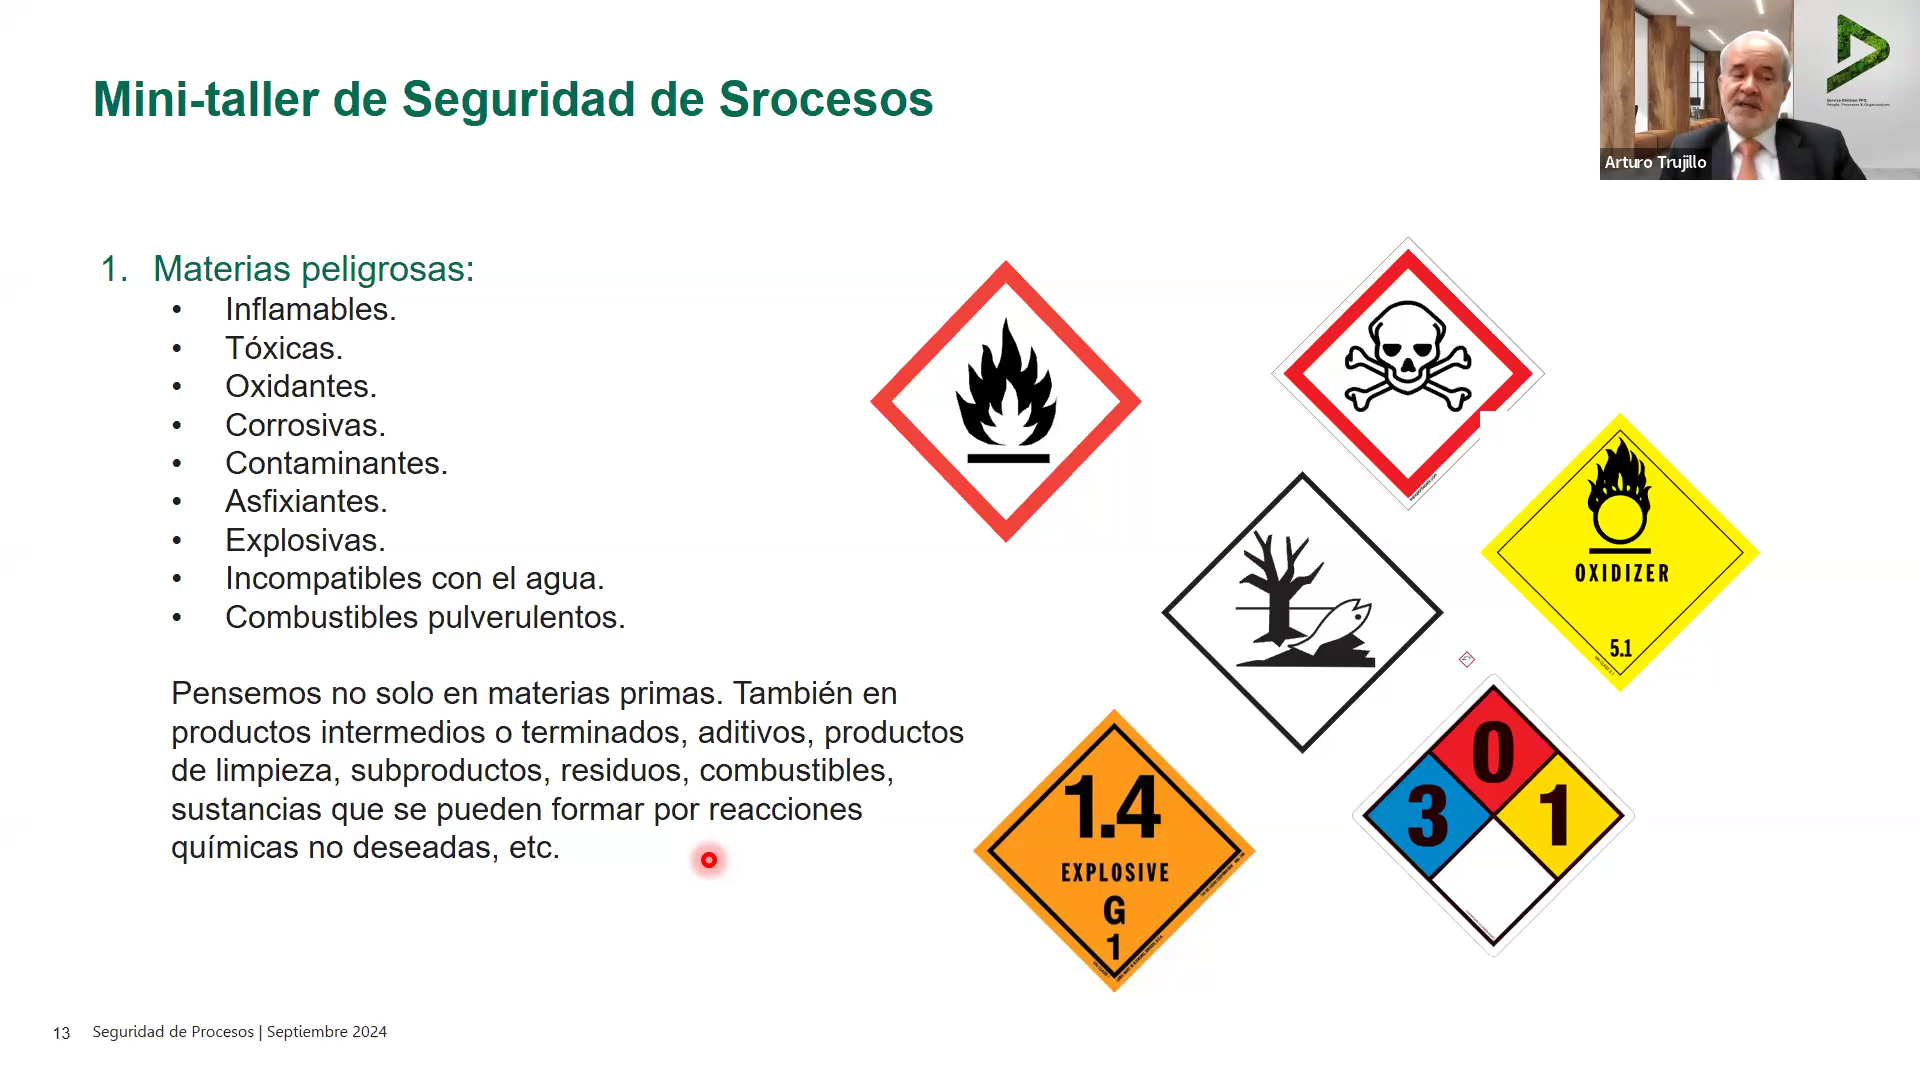 Mini-taller de Seguridad de Srocesos
Arturo Trujillo
1. Materias peligrosas:
• Inflamables.
• Tóxicas.
• Oxidantes.
• Corrosivas.
• Contaminantes.
• Asfixiantes.
• Explosivas.
• Incompatibles con el agua.
• Combustibles pulverulentos.
Pensemos no solo en materias primas. También en
productos intermedios o terminados, aditivos, productos
de limpieza, subproductos, residuos, combustibles,
sustancias que se pueden formar por reacciones
químicas no deseadas, etc.
OXIDIZER
5.1
1.4
EXPLOSIVE
G
1
0
3
1
13 Seguridad de Procesos | Septiembre 2024